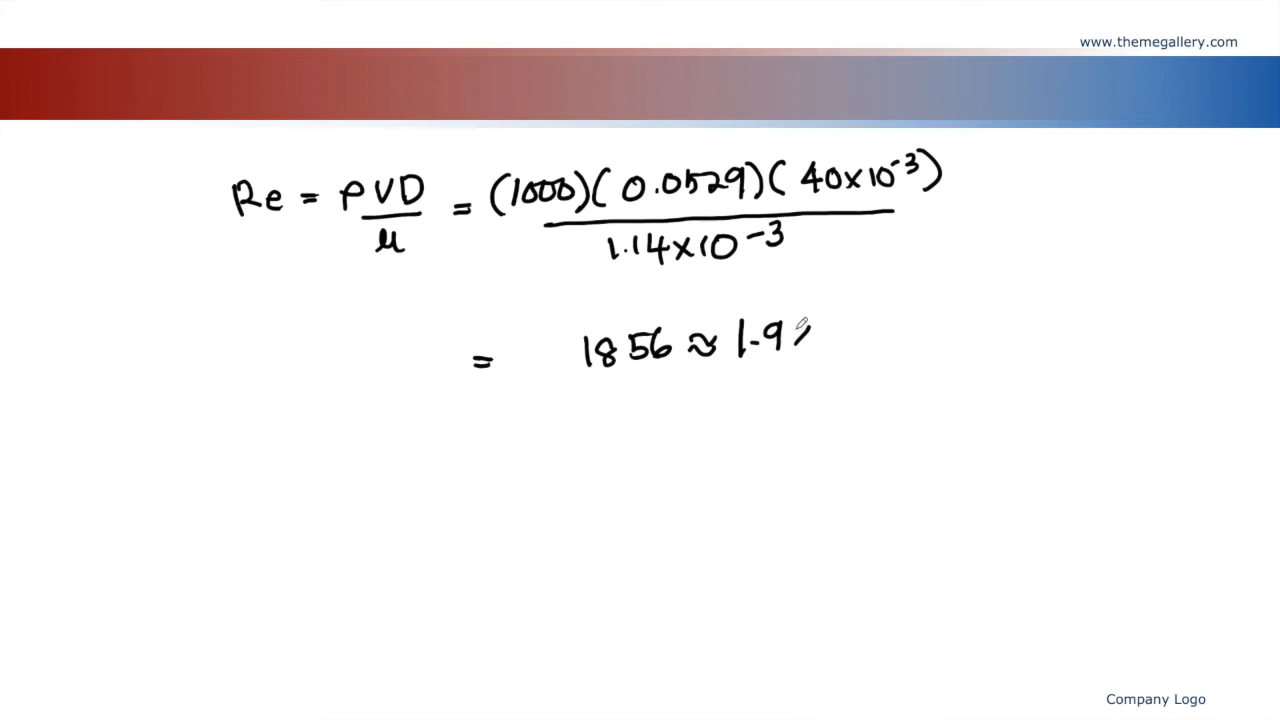 www.themegallery.com
Re = ρVD/μ = (1000)(0.0529)(40×10⁻³)/1.14×10⁻³
= 1856 ≈ 1.9
Company Logo